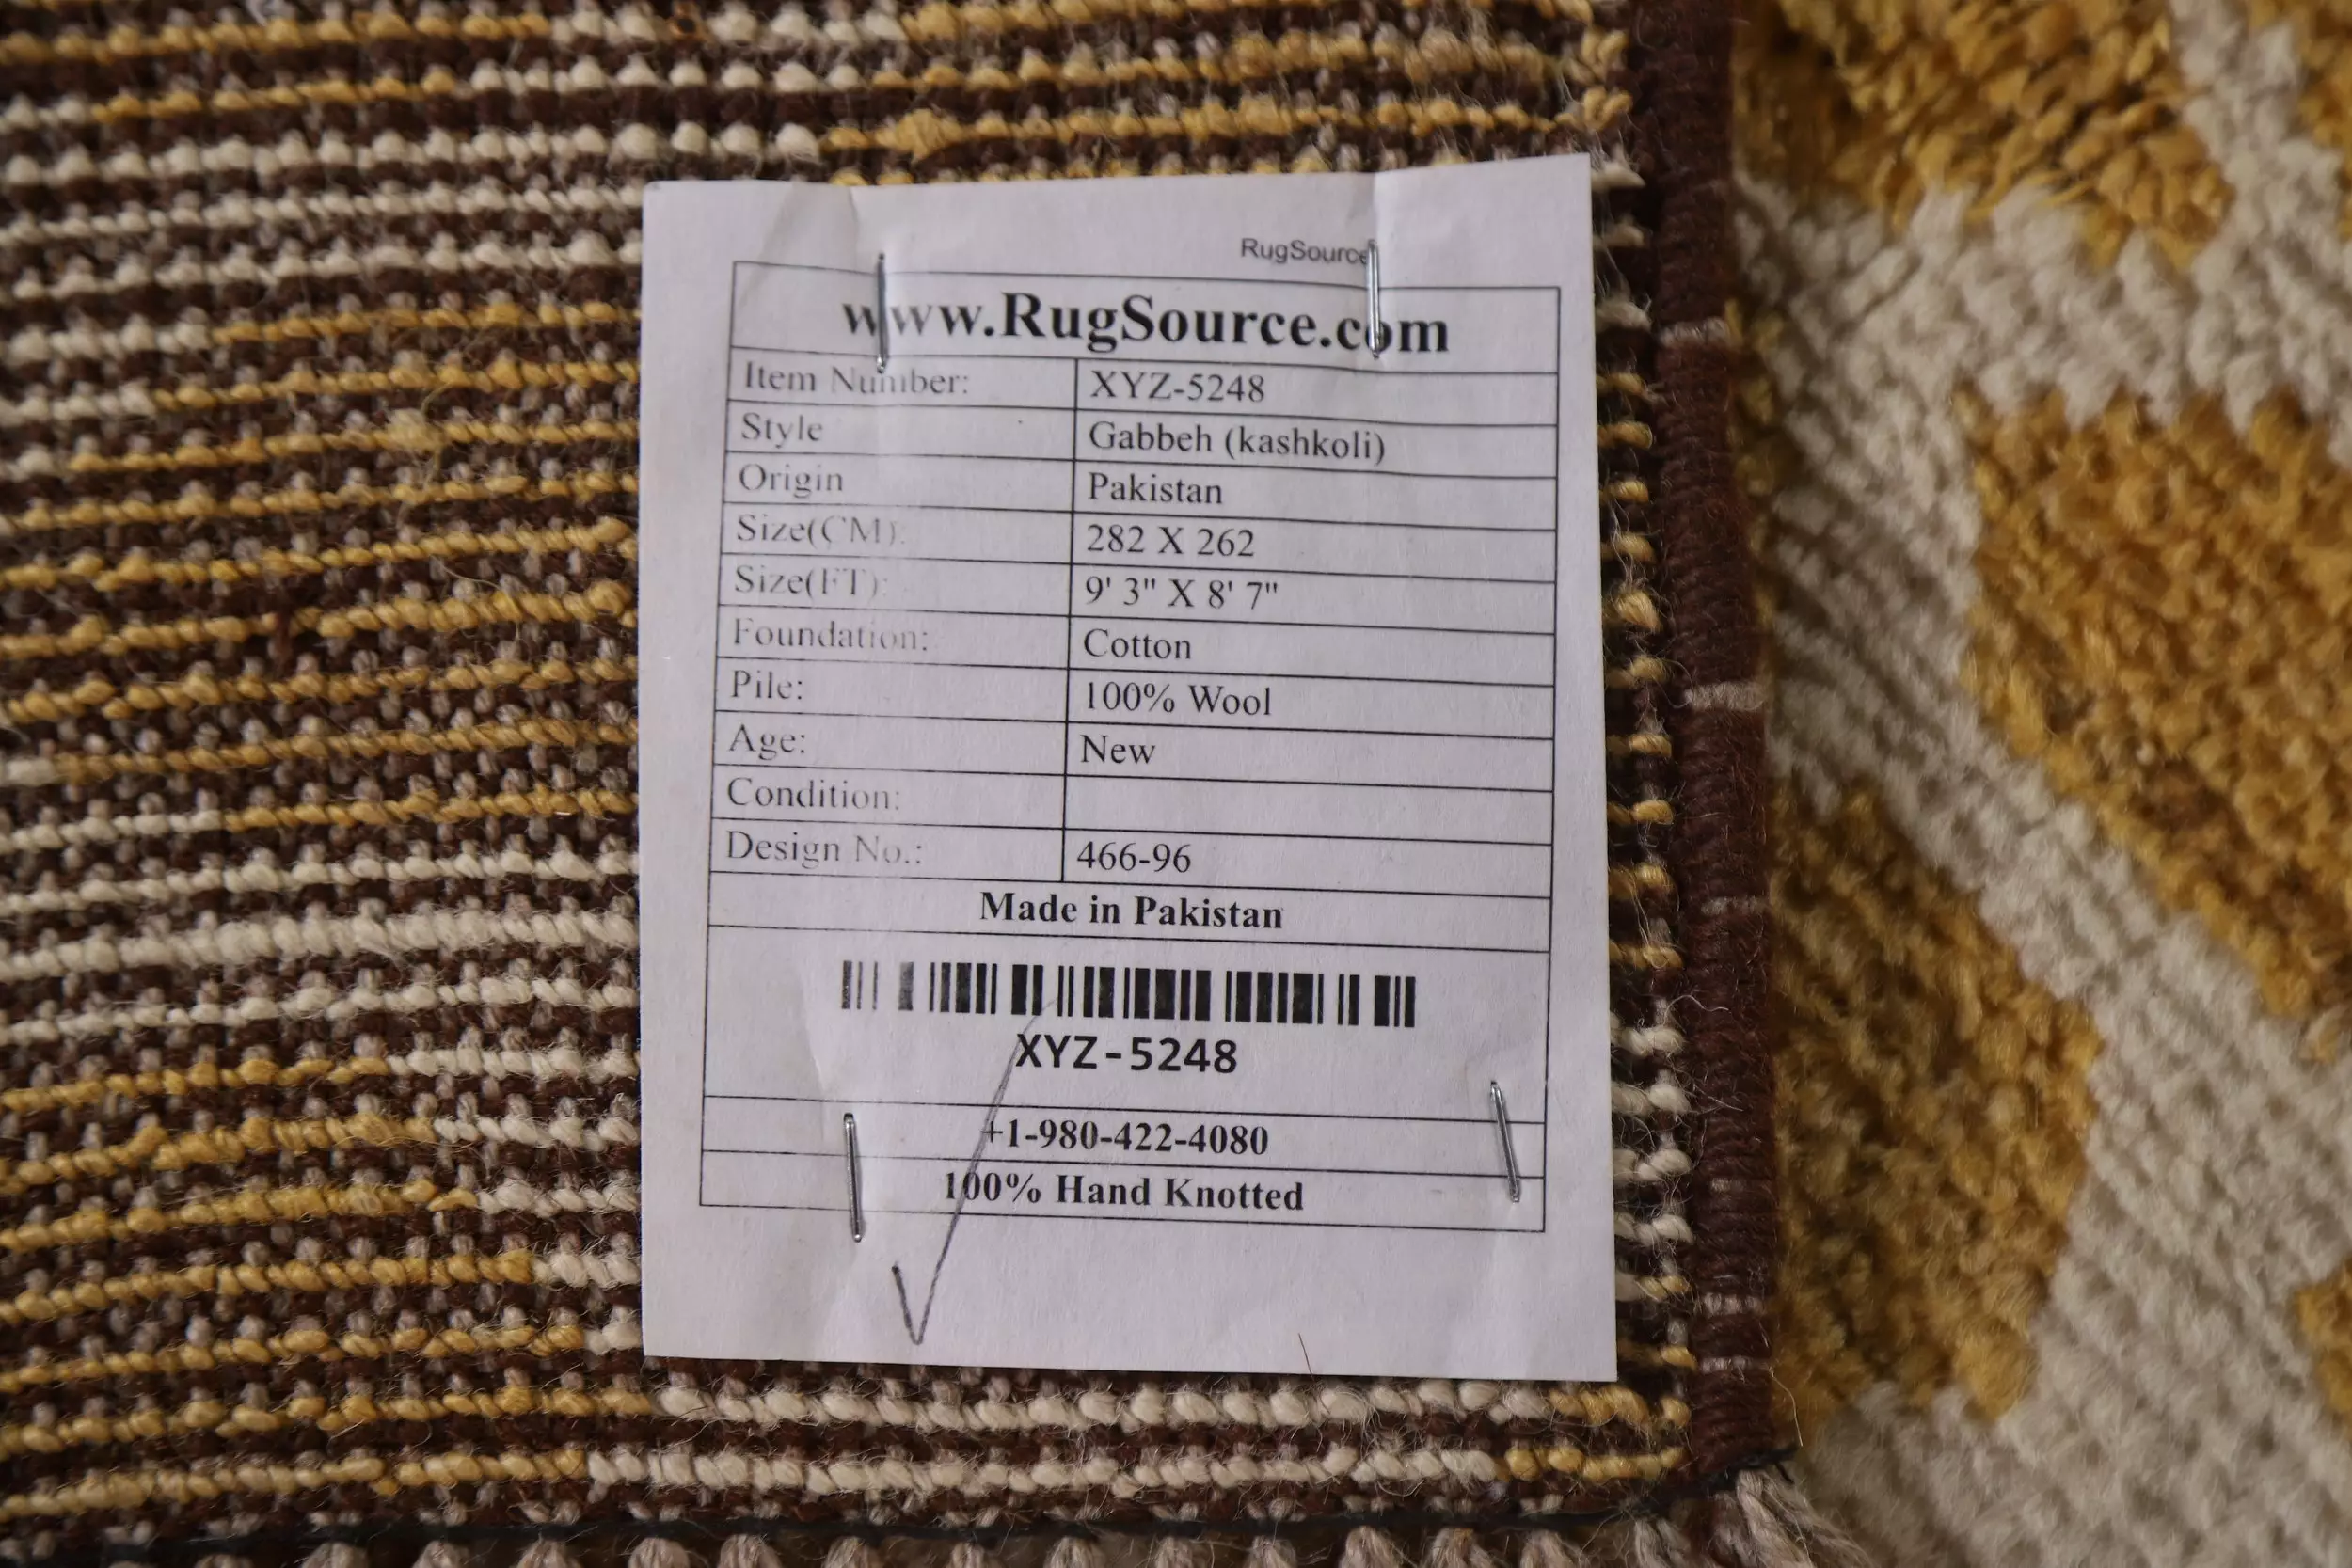 RugSource
www.RugSource.com
Item Number: XYZ-5248
Style Gabbeh (kashkoli)
Origin Pakistan
Size(CM): 282 X 262
Size(FT): 9' 3" X 8' 7"
Foundation: Cotton
Pile: 100% Wool
Age: New
Condition:
Design No.: 466-96
Made in Pakistan
XYZ-5248
+1-980-422-4080
100% Hand Knotted